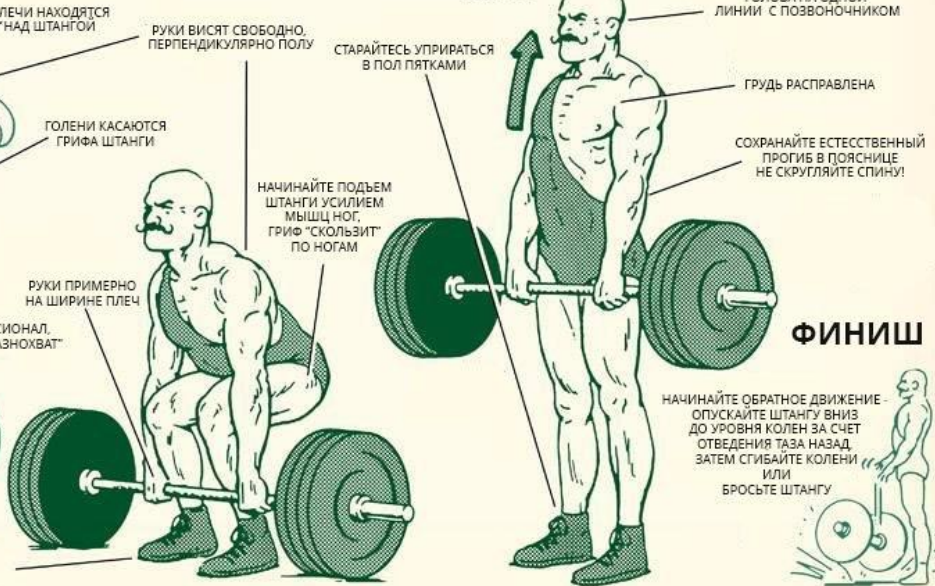 ЛЕЧИ НАХОДЯТСЯ
НАД ШТАНГОЙ
РУКИ ВИСЯТ СВОБОДНО,
ПЕРПЕНДИКУЛЯРНО ПОЛУ
СТАРАЙТЕСЬ УПРИРАТЬСЯ
В ПОЛ ПЯТКАМИ
ЛИНИИ С ПОЗВОНОЧНИКОМ
ГРУДЬ РАСПРАВЛЕНА
ГОЛЕНИ КАСАЮТСЯ
ГРИФА ШТАНГИ
СОХРАНАЙТЕ ЕСТЕССТВЕННЫЙ
ПРОГИБ В ПОЯСНИЦЕ
НЕ СКРУГЛЯЙТЕ СПИНУ!
НАЧИНАЙТЕ ПОДЪЕМ
ШТАНГИ УСИЛИЕМ
МЫШЦ НОГ,
ГРИФ "СКОЛЬЗИТ"
ПО НОГАМ
РУКИ ПРИМЕРНО
НА ШИРИНЕ ПЛЕЧ
СИОНАЛ,
АЗНОХВАТ"
ФИНИШ
НАЧИНАЙТЕ ОБРАТНОЕ ДВИЖЕНИЕ -
ОПУСКАЙТЕ ШТАНГУ ВНИЗ
ДО УРОВНЯ КОЛЕН ЗА СЧЕТ
ОТВЕДЕНИЯ ТАЗА НАЗАД,
ЗАТЕМ СГИБАЙТЕ КОЛЕНИ
ИЛИ
БРОСЬТЕ ШТАНГУ